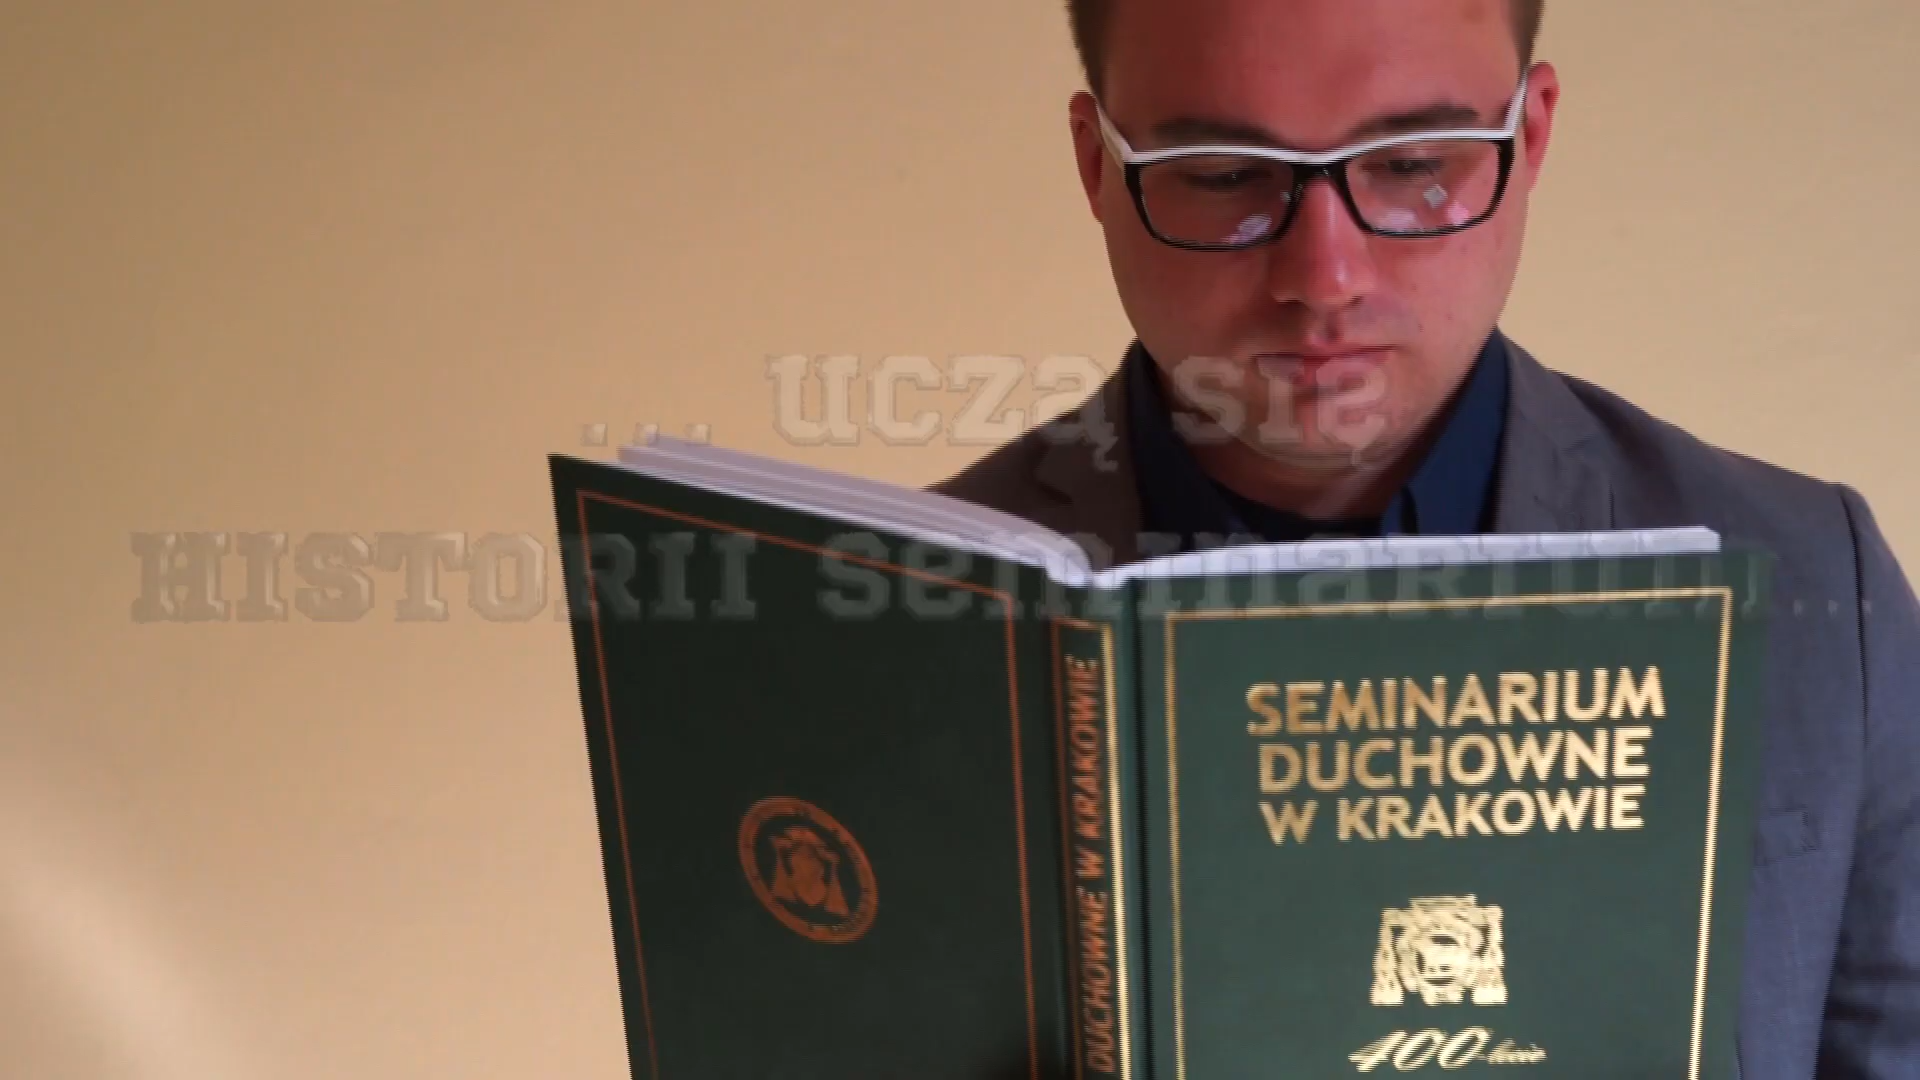 ... uczą się
HISTORII seminarium...
SEMINARIUM
DUCHOWNE
W KRAKOWIE
400-lecie
DUCHOWNE W KRAKOWIE